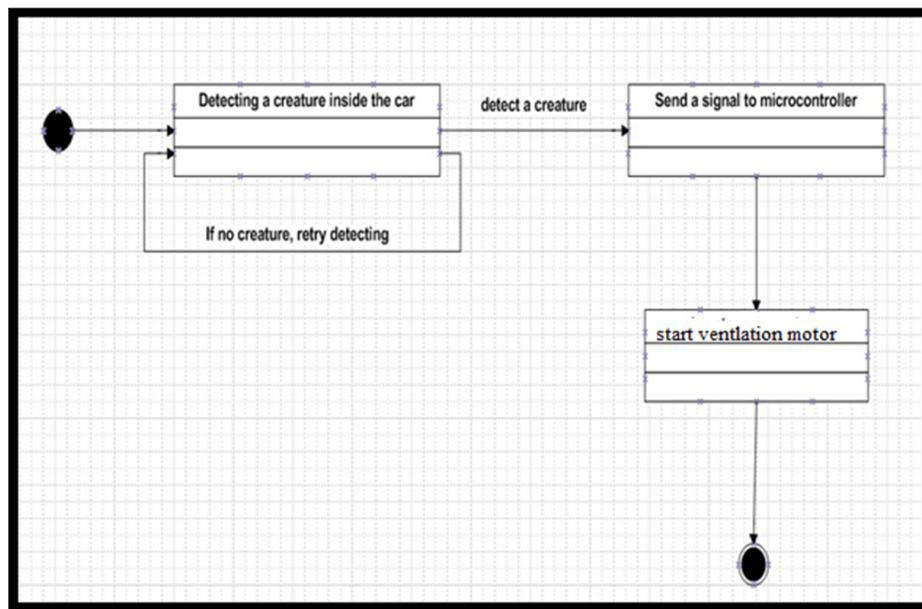 Detecting a creature inside the car
detect a creature
Send a signal to microcontroller
If no creature, retry detecting
start ventlation motor